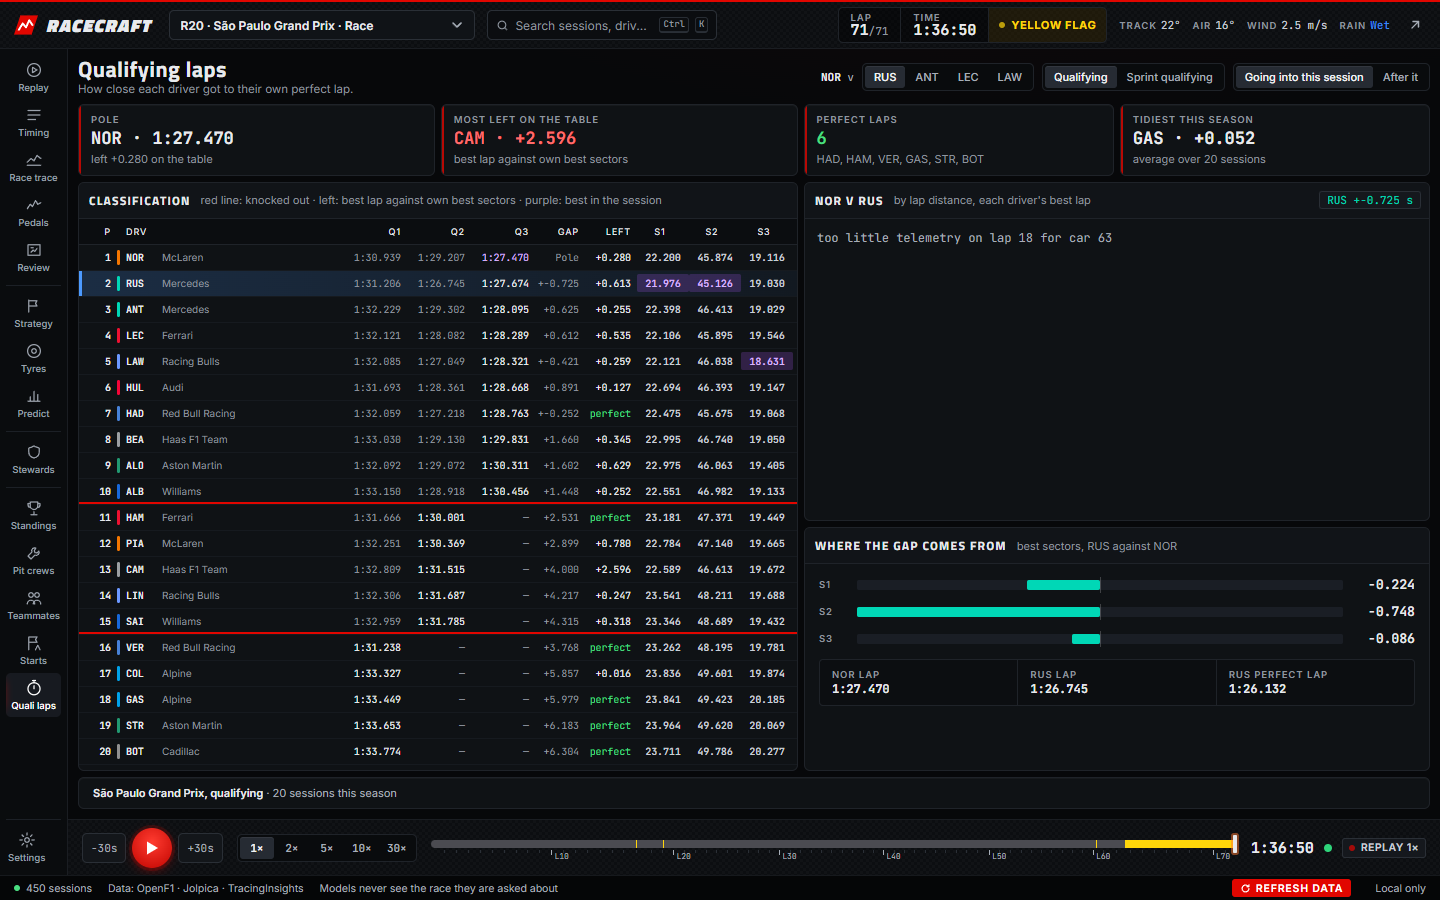 RACECRAFT
R20 · São Paulo Grand Prix · Race
Search sessions, driv... Ctrl K
LAP 71/71
TIME 1:36:50
YELLOW FLAG
TRACK 22° AIR 16° WIND 2.5 m/s RAIN Wet
Replay
Timing
Race trace
Pedals
Review
Strategy
Tyres
Predict
Stewards
Standings
Pit crews
Teammates
Starts
Quali laps
Settings
Qualifying laps
How close each driver got to their own perfect lap.
NOR v RUS ANT LEC LAW
Qualifying Sprint qualifying
Going into this session After it
POLE
NOR · 1:27.470
left +0.280 on the table
MOST LEFT ON THE TABLE
CAM · +2.596
best lap against own best sectors
PERFECT LAPS
6
HAD, HAM, VER, GAS, STR, BOT
TIDIEST THIS SEASON
GAS · +0.052
average over 20 sessions
CLASSIFICATION red line: knocked out · left: best lap against own best sectors · purple: best in the session
P DRV Q1 Q2 Q3 GAP LEFT S1 S2 S3
1 NOR McLaren 1:30.939 1:29.207 1:27.470 Pole +0.280 22.200 45.874 19.116
2 RUS Mercedes 1:31.206 1:26.745 1:27.674 +-0.725 +0.613 21.976 45.126 19.030
3 ANT Mercedes 1:32.229 1:29.302 1:28.095 +0.625 +0.255 22.398 46.413 19.029
4 LEC Ferrari 1:32.121 1:28.082 1:28.289 +0.612 +0.535 22.106 45.895 19.546
5 LAW Racing Bulls 1:32.085 1:27.049 1:28.321 +-0.421 +0.259 22.121 46.038 18.631
6 HUL Audi 1:31.693 1:28.361 1:28.668 +0.891 +0.127 22.694 46.393 19.147
7 HAD Red Bull Racing 1:32.059 1:27.218 1:28.763 +-0.252 perfect 22.475 45.675 19.068
8 BEA Haas F1 Team 1:33.030 1:29.130 1:29.831 +1.660 +0.345 22.995 46.740 19.050
9 ALO Aston Martin 1:32.092 1:29.072 1:30.311 +1.602 +0.629 22.975 46.063 19.405
10 ALB Williams 1:33.150 1:28.918 1:30.456 +1.448 +0.252 22.551 46.982 19.133
11 HAM Ferrari 1:31.666 1:30.001 – +2.531 perfect 23.181 47.371 19.449
12 PIA McLaren 1:32.251 1:30.369 – +2.899 +0.780 22.784 47.140 19.665
13 CAM Haas F1 Team 1:32.809 1:31.515 – +4.000 +2.596 22.589 46.613 19.672
14 LIN Racing Bulls 1:32.306 1:31.687 – +4.217 +0.247 23.541 48.211 19.688
15 SAI Williams 1:32.959 1:31.785 – +4.315 +0.318 23.346 48.689 19.432
16 VER Red Bull Racing 1:31.238 – – +3.768 perfect 23.262 48.195 19.781
17 COL Alpine 1:33.327 – – +5.857 +0.016 23.836 49.601 19.874
18 GAS Alpine 1:33.449 – – +5.979 perfect 23.841 49.423 20.185
19 STR Aston Martin 1:33.653 – – +6.183 perfect 23.964 49.620 20.069
20 BOT Cadillac 1:33.774 – – +6.304 perfect 23.711 49.786 20.277
NOR V RUS by lap distance, each driver's best lap RUS +-0.725 s
too little telemetry on lap 18 for car 63
WHERE THE GAP COMES FROM best sectors, RUS against NOR
S1 -0.224
S2 -0.748
S3 -0.086
NOR LAP
1:27.470
RUS LAP
1:26.745
RUS PERFECT LAP
1:26.132
São Paulo Grand Prix, qualifying · 20 sessions this season
-30s +30s 1× 2× 5× 10× 30×
L10 L20 L30 L40 L50 L60 L70
1:36:50 REPLAY 1×
450 sessions Data: OpenF1 · Jolpica · TracingInsights Models never see the race they are asked about
REFRESH DATA Local only